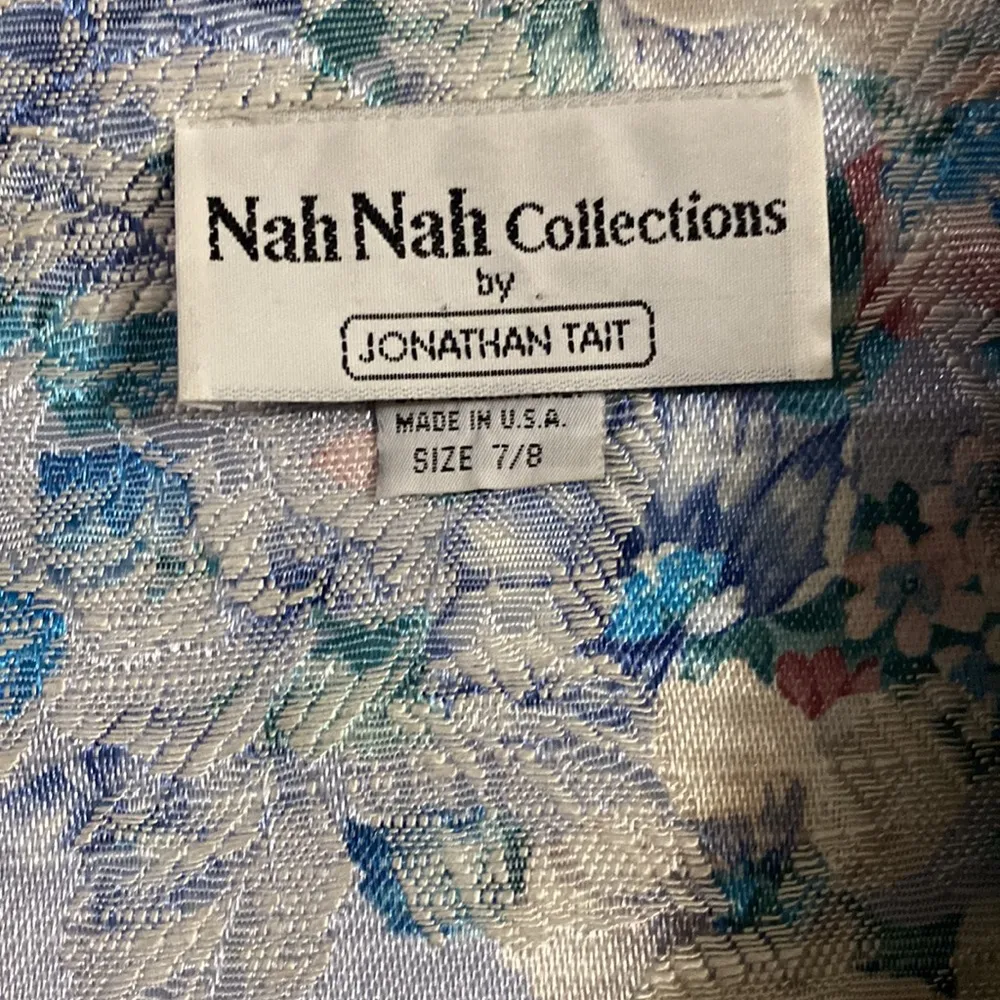 Nah Nah Collections
by
JONATHAN TAIT
MADE IN U.S.A.
SIZE 7/8